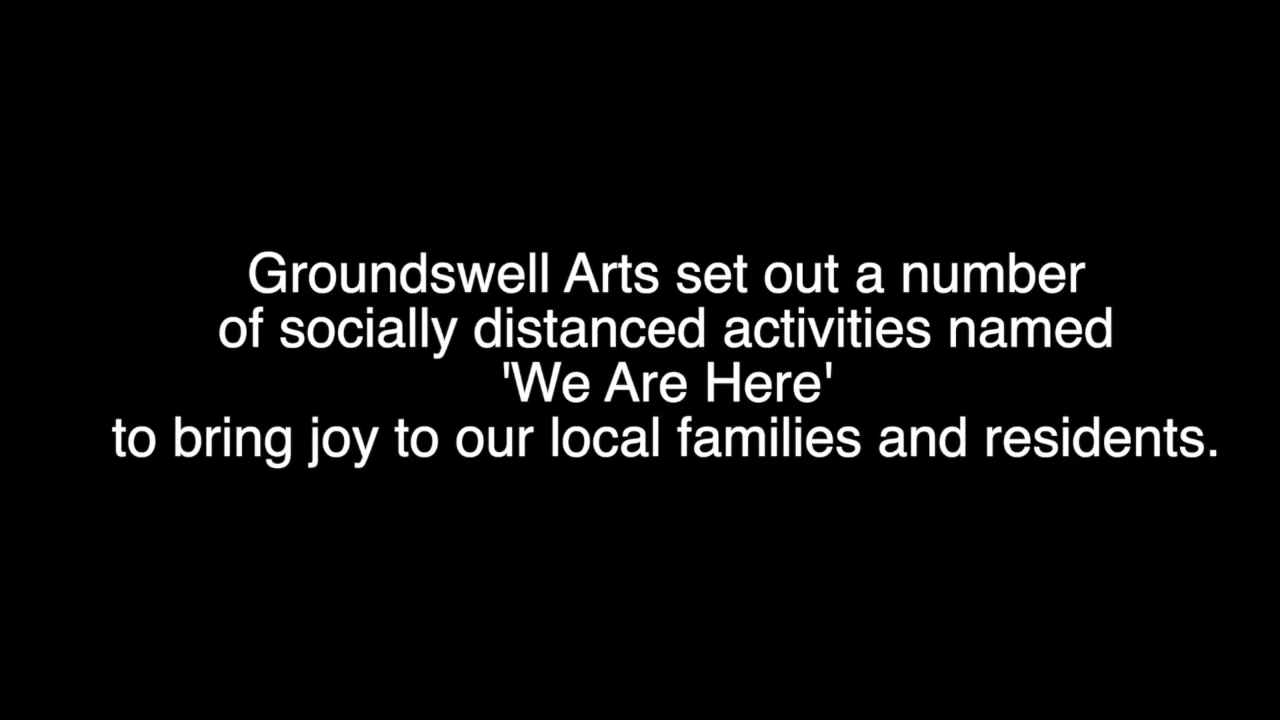 Groundswell Arts set out a number
of socially distanced activities named
'We Are Here'
to bring joy to our local families and residents.